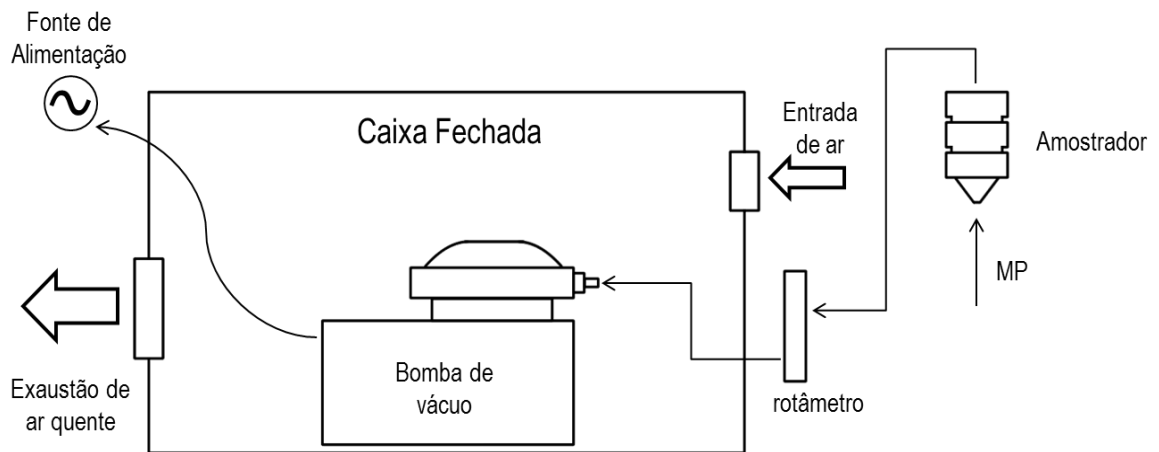 Fonte de
Alimentação
Caixa Fechada
Entrada
de ar
Amostrador
MP
Exaustão de
ar quente
Bomba de
vácuo
rotâmetro